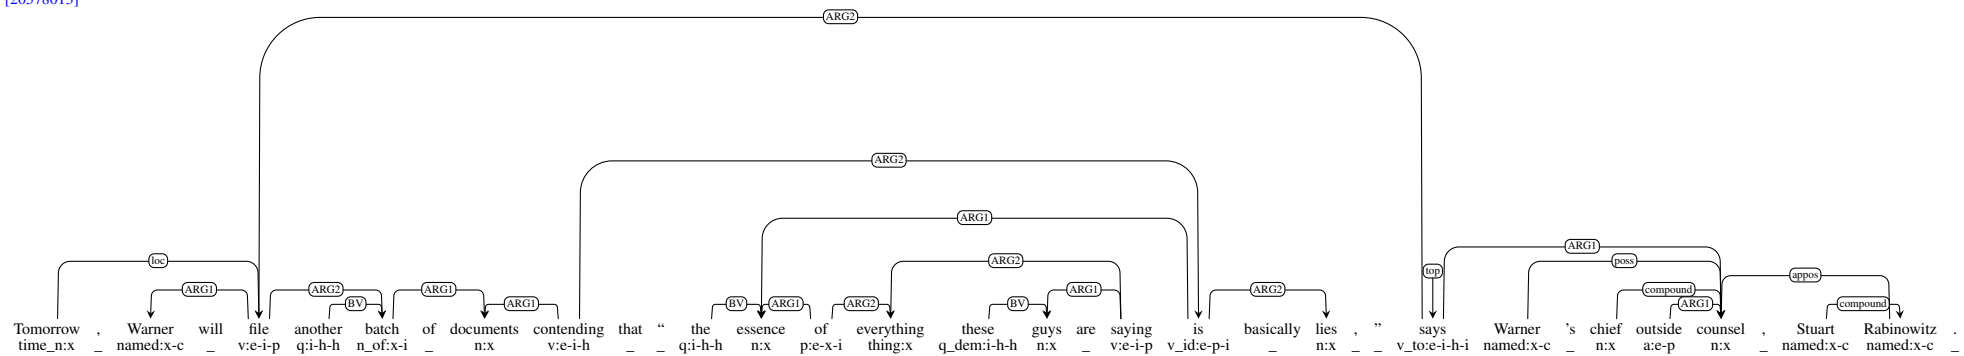 [20578013]
ARG2
ARG2
ARG1
ARG1
loc ARG2 poss
top appos
ARG1 ARG2 ARG1 ARG1 ARG2 compound
BV ARG1 BV ARG1 ARG2 BV ARG1 compound
Tomorrow , Warner will file another batch of documents contending that “ the essence of everything these guys are saying is basically lies , ” says Warner 's chief outside counsel , Stuart Rabinowitz .
time_n:x _ named:x-c _ v:e-i-p q:i-h-h n_of:x-i _ n:x v:e-i-h _ _ q:i-h-h n:x p:e-x-i thing:x q_dem:i-h-h n:x _ v:e-i-p v_id:e-p-i _ n:x _ _ v_to:e-i-h-i named:x-c _ n:x a:e-p n:x _ named:x-c named:x-c _